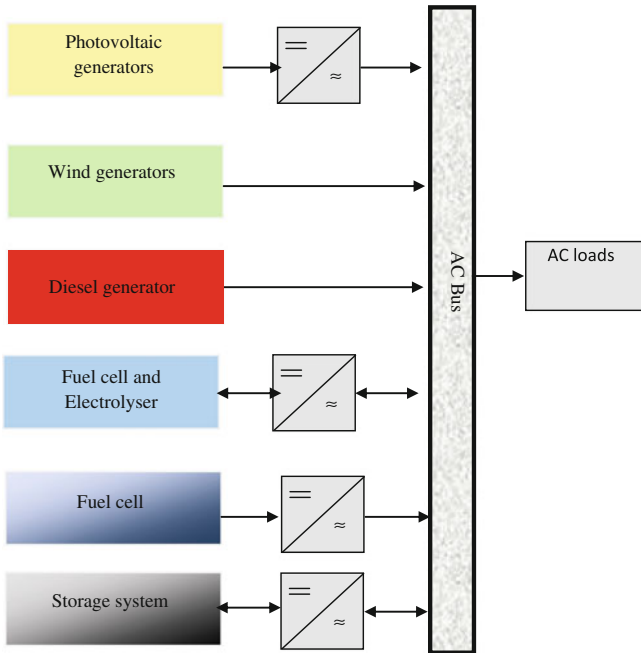 Photovoltaic
generators
≈
Wind generators
Diesel generator
Fuel cell and
Electrolyser
≈
Fuel cell
≈
Storage system
≈
AC Bus
AC loads